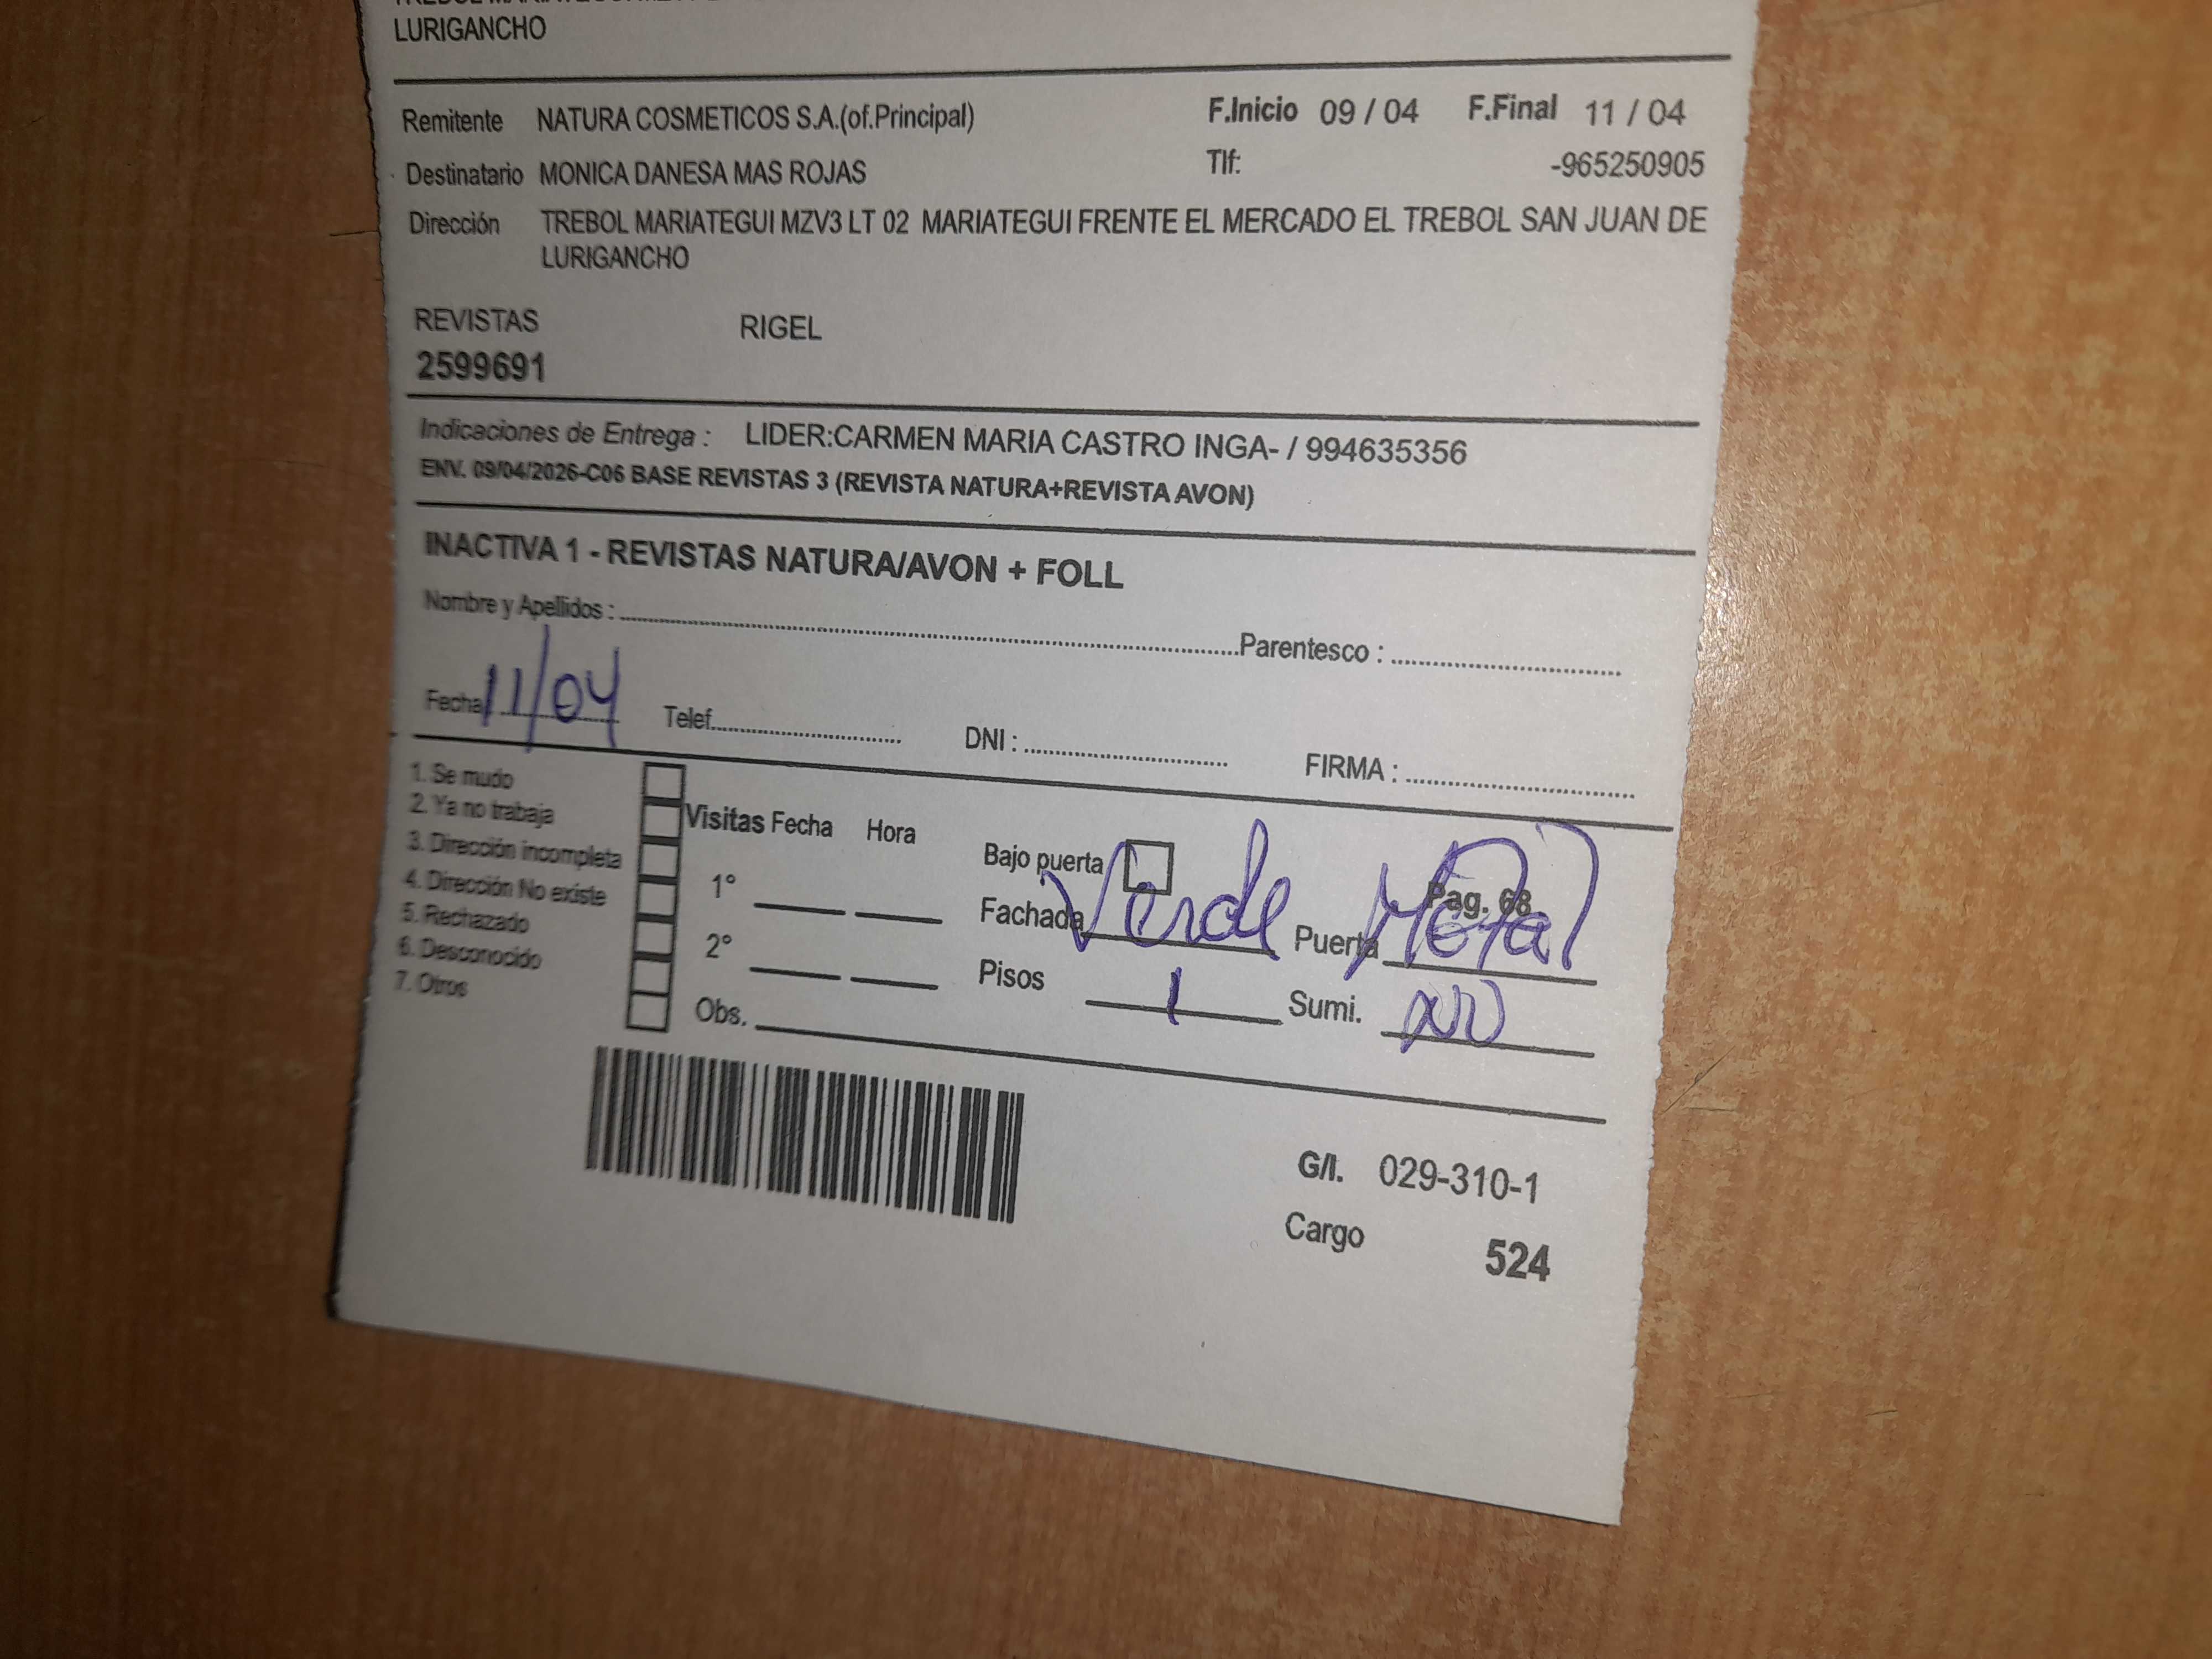 LURIGANCHO
Remitente NATURA COSMETICOS S.A.(of.Principal) F.Inicio 09 / 04 F.Final 11 / 04
Destinatario MONICA DANESA MAS ROJAS Tlf: -965250905
Dirección TREBOL MARIATEGUI MZV3 LT 02 MARIATEGUI FRENTE EL MERCADO EL TREBOL SAN JUAN DE
LURIGANCHO
REVISTAS RIGEL
2599691
Indicaciones de Entrega : LIDER:CARMEN MARIA CASTRO INGA- / 994635356
ENV. 09/04/2026-C06 BASE REVISTAS 3 (REVISTA NATURA+REVISTA AVON)
INACTIVA 1 - REVISTAS NATURA/AVON + FOLL
Nombre y Apellidos : Parentesco :
Fecha 11/04 Telef. DNI : FIRMA :
1. Se mudo
2. Ya no trabaja
3. Dirección incompleta
4. Dirección No existe
5. Rechazado
6. Desconocido
7. Otros
Visitas Fecha Hora
1°
2°
Obs.
Bajo puerta
Pag. 68
Fachada Verde Puerta Metal
Pisos 1 Sumi.
G/I. 029-310-1
Cargo 524